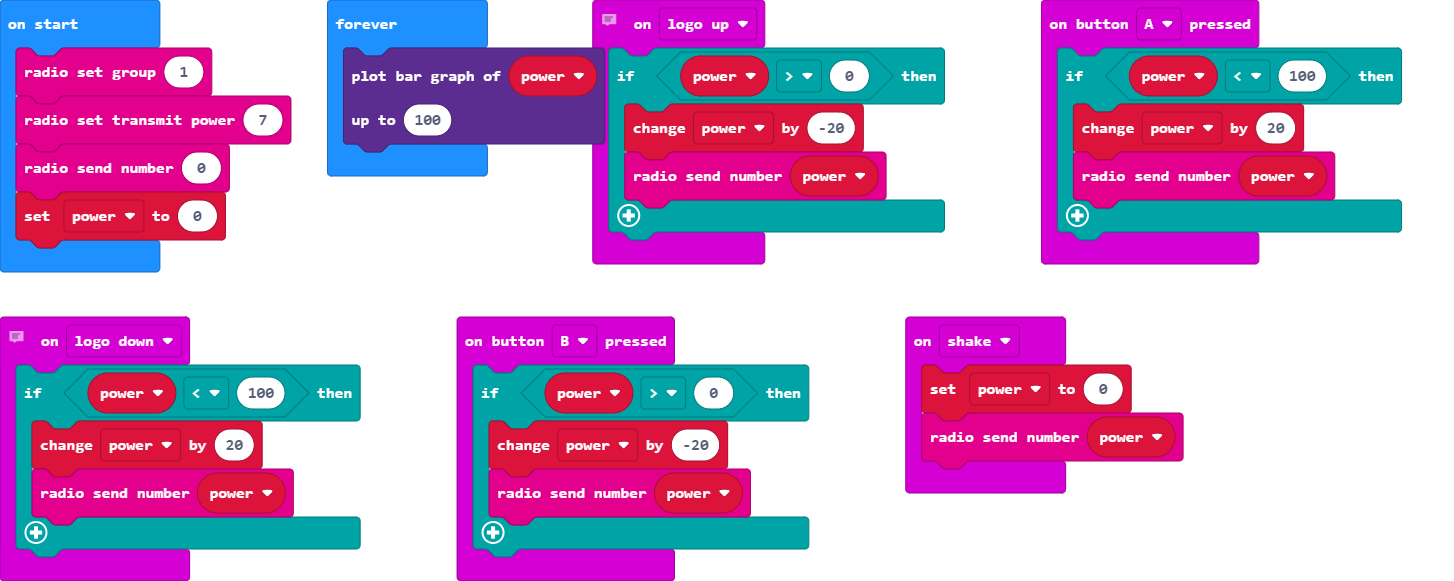 on start
radio set group 1
radio set transmit power 7
radio send number 0
set power to 0
forever
plot bar graph of power
up to 100
on logo up
if power > 0 then
change power by -20
radio send number power
on button A pressed
if power < 100 then
change power by 20
radio send number power
on logo down
if power < 100 then
change power by 20
radio send number power
on button B pressed
if power > 0 then
change power by -20
radio send number power
on shake
set power to 0
radio send number power